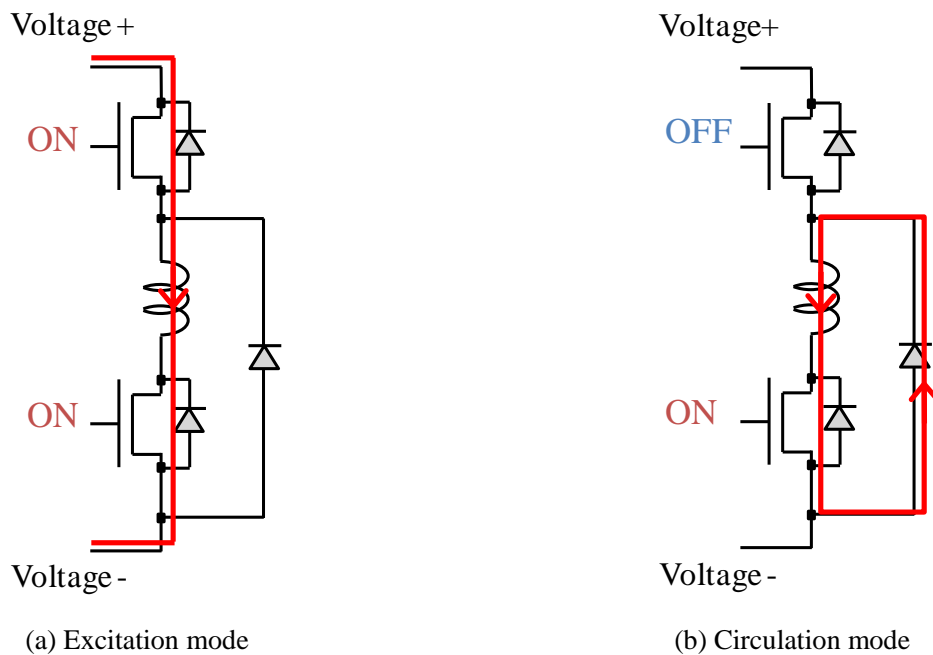 Voltage +
ON
ON
Voltage -
(a) Excitation mode
Voltage+
OFF
ON
Voltage -
(b) Circulation mode